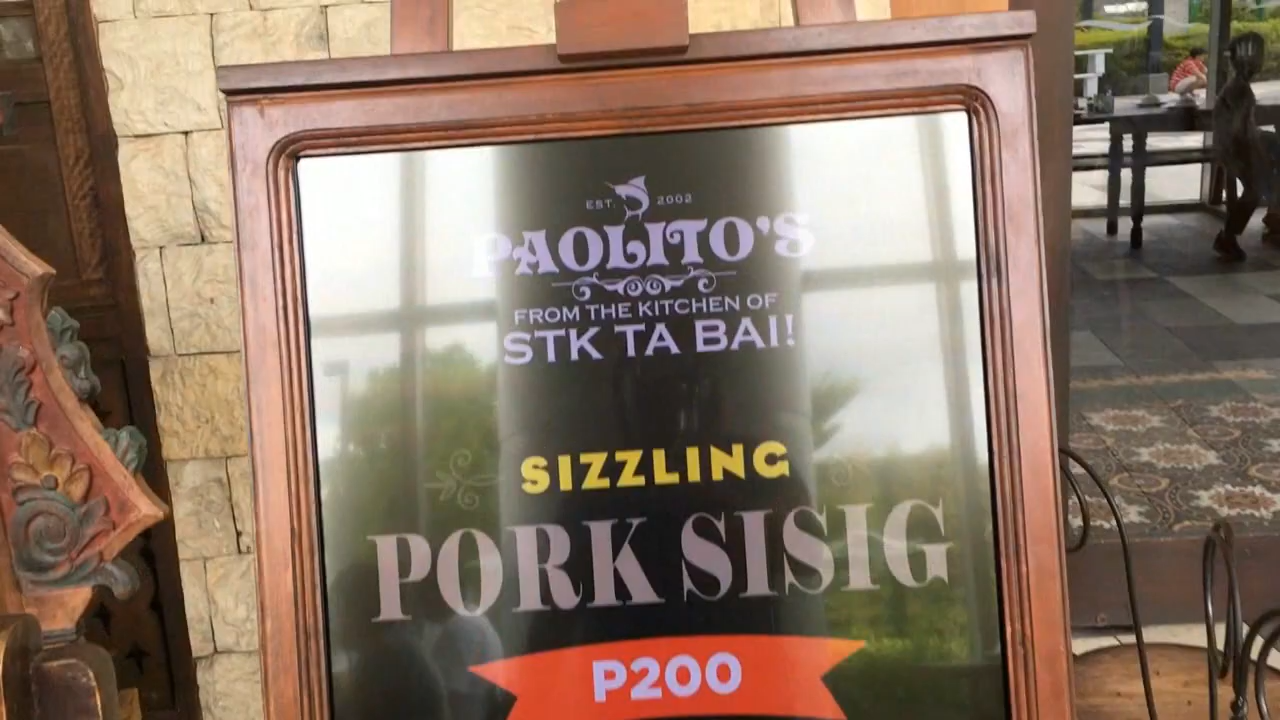 EST. 2002
PAOLITO'S
FROM THE KITCHEN OF
STK TA BAI!
SIZZLING
PORK SISIG
P200